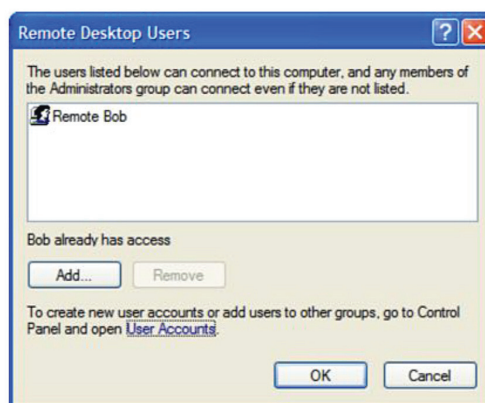 Remote Desktop Users
The users listed below can connect to this computer, and any members of
the Administrators group can connect even if they are not listed.
Remote Bob
Bob already has access
Add...
Remove
To create new user accounts or add users to other groups, go to Control
Panel and open User Accounts.
OK
Cancel